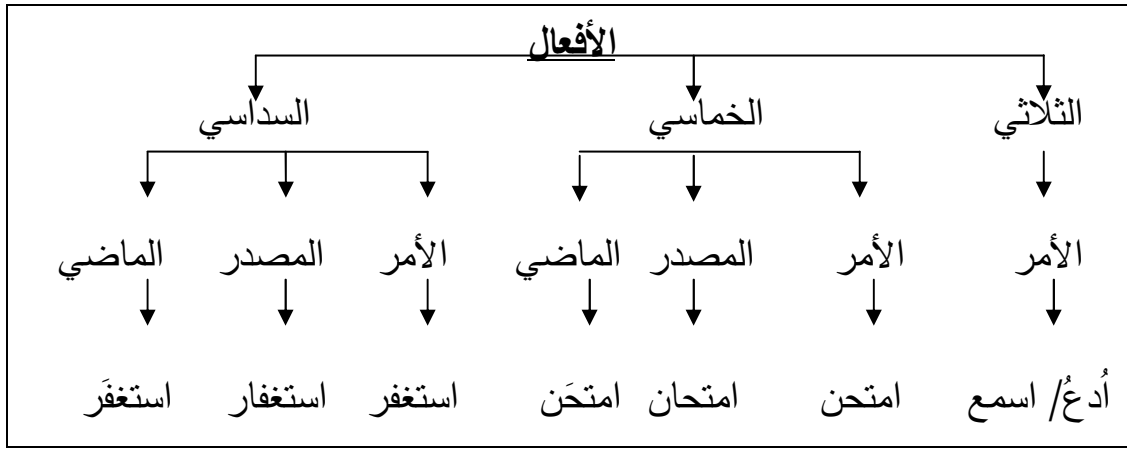 الأفعال
الثلاثي الخماسي السداسي
الأمر الأمر المصدر الماضي الأمر المصدر الماضي
اُدعُ/ اسمع امتحن امتحان امتحَن استغفر استغفار استغفَر